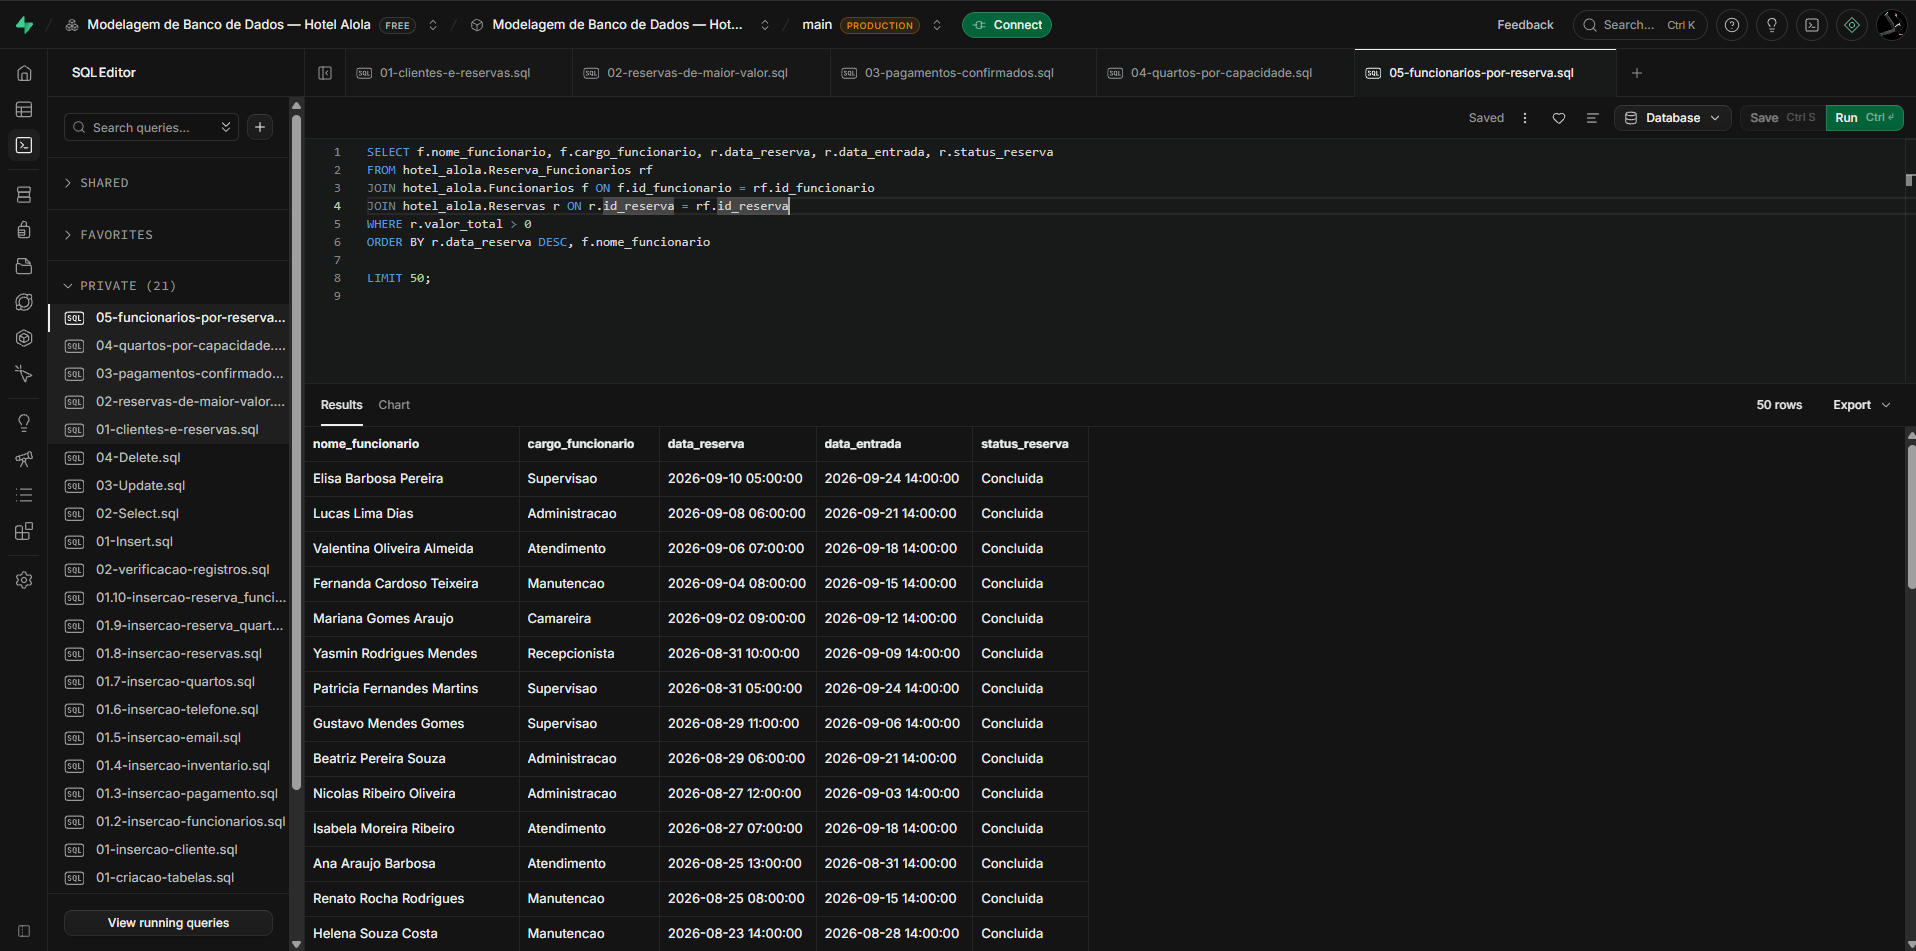 Modelagem de Banco de Dados — Hotel Alola FREE / Modelagem de Banco de Dados — Hot... / main PRODUCTION Connect Feedback Search... Ctrl K
SQL Editor
01-clientes-e-reservas.sql
02-reservas-de-maior-valor.sql
03-pagamentos-confirmados.sql
04-quartos-por-capacidade.sql
05-funcionarios-por-reserva.sql
Search queries...
Saved Database Save Ctrl S Run Ctrl ↵
SHARED
FAVORITES
PRIVATE (21)
SQL 05-funcionarios-por-reserva...
SQL 04-quartos-por-capacidade....
SQL 03-pagamentos-confirmado...
SQL 02-reservas-de-maior-valor....
SQL 01-clientes-e-reservas.sql
SQL 04-Delete.sql
SQL 03-Update.sql
SQL 02-Select.sql
SQL 01-Insert.sql
SQL 02-verificacao-registros.sql
SQL 01.10-insercao-reserva_funci...
SQL 01.9-insercao-reserva_quart...
SQL 01.8-insercao-reservas.sql
SQL 01.7-insercao-quartos.sql
SQL 01.6-insercao-telefone.sql
SQL 01.5-insercao-email.sql
SQL 01.4-insercao-inventario.sql
SQL 01.3-insercao-pagamento.sql
SQL 01.2-insercao-funcionarios.sql
SQL 01-insercao-cliente.sql
SQL 01-criacao-tabelas.sql
View running queries
1 SELECT f.nome_funcionario, f.cargo_funcionario, r.data_reserva, r.data_entrada, r.status_reserva
2 FROM hotel_alola.Reserva_Funcionarios rf
3 JOIN hotel_alola.Funcionarios f ON f.id_funcionario = rf.id_funcionario
4 JOIN hotel_alola.Reservas r ON r.id_reserva = rf.id_reserva
5 WHERE r.valor_total > 0
6 ORDER BY r.data_reserva DESC, f.nome_funcionario
7
8 LIMIT 50;
9
Results Chart 50 rows Export
nome_funcionario cargo_funcionario data_reserva data_entrada status_reserva
Elisa Barbosa Pereira Supervisao 2026-09-10 05:00:00 2026-09-24 14:00:00 Concluida
Lucas Lima Dias Administracao 2026-09-08 06:00:00 2026-09-21 14:00:00 Concluida
Valentina Oliveira Almeida Atendimento 2026-09-06 07:00:00 2026-09-18 14:00:00 Concluida
Fernanda Cardoso Teixeira Manutencao 2026-09-04 08:00:00 2026-09-15 14:00:00 Concluida
Mariana Gomes Araujo Camareira 2026-09-02 09:00:00 2026-09-12 14:00:00 Concluida
Yasmin Rodrigues Mendes Recepcionista 2026-08-31 10:00:00 2026-09-09 14:00:00 Concluida
Patricia Fernandes Martins Supervisao 2026-08-31 05:00:00 2026-09-24 14:00:00 Concluida
Gustavo Mendes Gomes Supervisao 2026-08-29 11:00:00 2026-09-06 14:00:00 Concluida
Beatriz Pereira Souza Administracao 2026-08-29 06:00:00 2026-09-21 14:00:00 Concluida
Nicolas Ribeiro Oliveira Administracao 2026-08-27 12:00:00 2026-09-03 14:00:00 Concluida
Isabela Moreira Ribeiro Atendimento 2026-08-27 07:00:00 2026-09-18 14:00:00 Concluida
Ana Araujo Barbosa Atendimento 2026-08-25 13:00:00 2026-08-31 14:00:00 Concluida
Renato Rocha Rodrigues Manutencao 2026-08-25 08:00:00 2026-09-15 14:00:00 Concluida
Helena Souza Costa Manutencao 2026-08-23 14:00:00 2026-08-28 14:00:00 Concluida